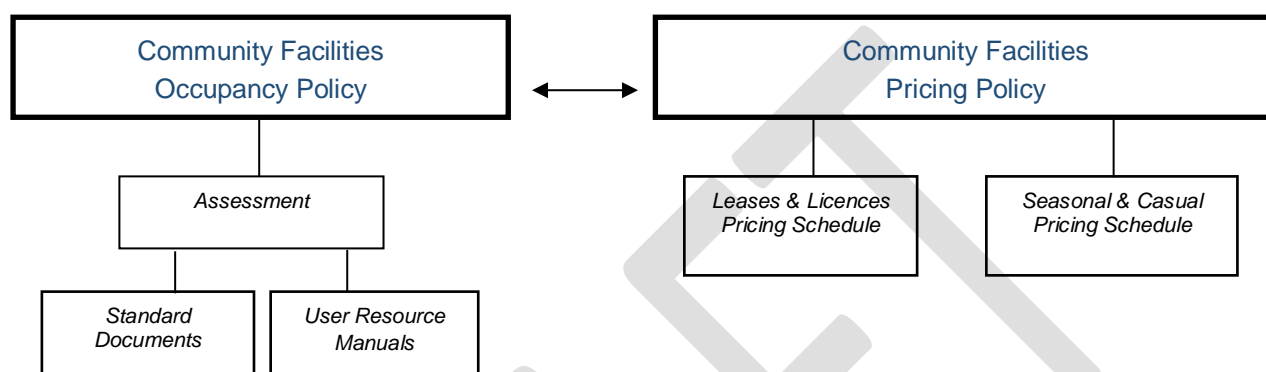 Community Facilities
Occupancy Policy
Community Facilities
Pricing Policy
Assessment
Leases & Licences
Pricing Schedule
Seasonal & Casual
Pricing Schedule
Standard
Documents
User Resource
Manuals